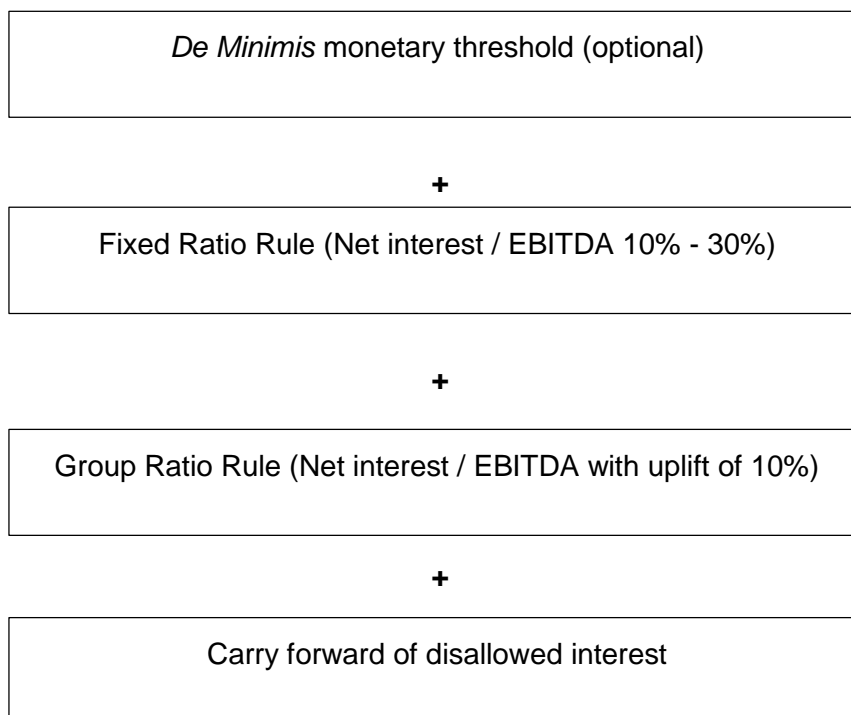 De Minimis monetary threshold (optional)
+
Fixed Ratio Rule (Net interest / EBITDA 10% - 30%)
+
Group Ratio Rule (Net interest / EBITDA with uplift of 10%)
+
Carry forward of disallowed interest